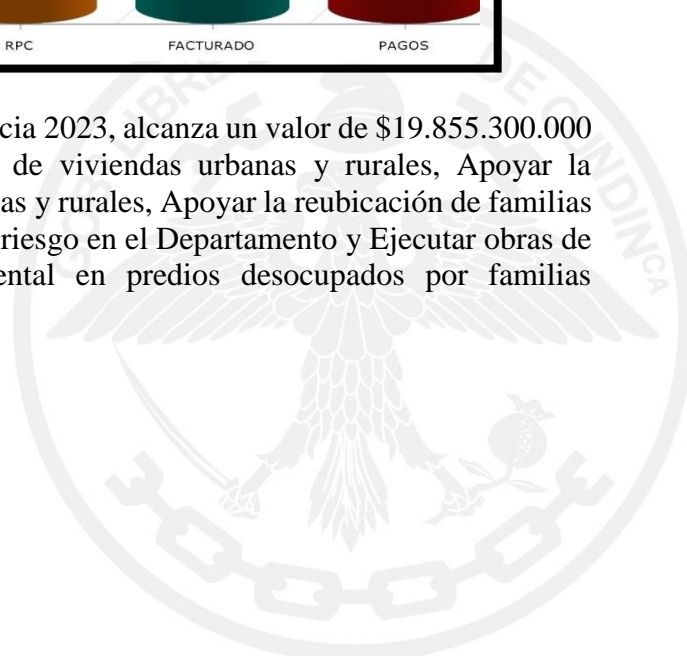 RPC FACTURADO PAGOS
cia 2023, alcanza un valor de $19.855.300.000
de viviendas urbanas y rurales, Apoyar la
as y rurales, Apoyar la reubicación de familias
riesgo en el Departamento y Ejecutar obras de
ental en predios desocupados por familias